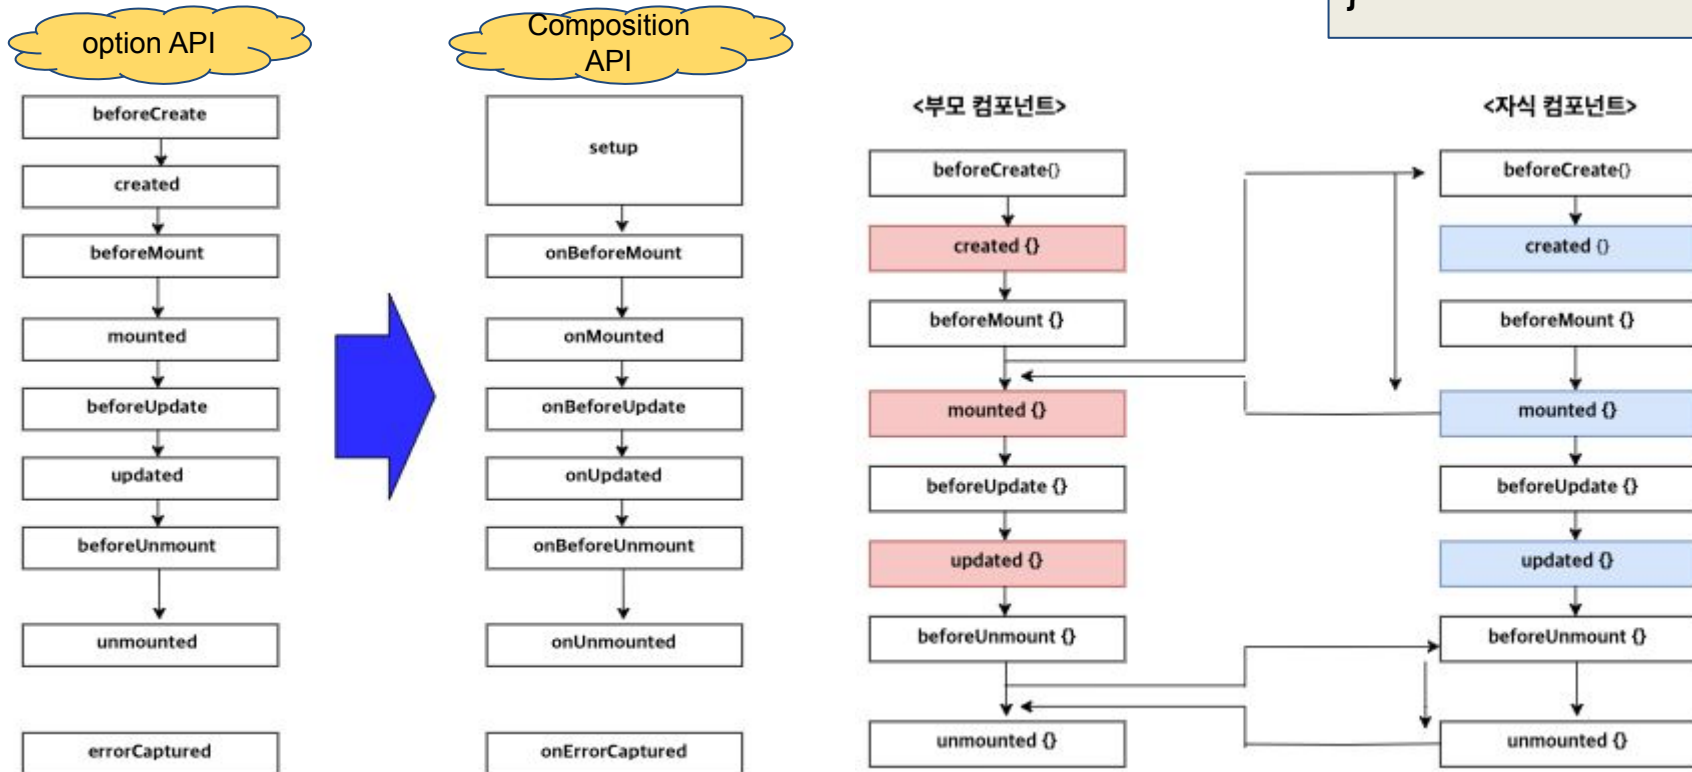 option API
beforeCreate
created
beforeMount
mounted
beforeUpdate
updated
beforeUnmount
unmounted
errorCaptured
Composition
API
setup
onBeforeMount
onMounted
onBeforeUpdate
onUpdated
onBeforeUnmount
onUnmounted
onErrorCaptured
}
<부모 컴포넌트>
beforeCreate{}
created {}
beforeMount {}
mounted {}
beforeUpdate {}
updated {}
beforeUnmount {}
unmounted {}
<자식 컴포넌트>
beforeCreate{}
created {}
beforeMount {}
mounted {}
beforeUpdate {}
updated {}
beforeUnmount {}
unmounted {}